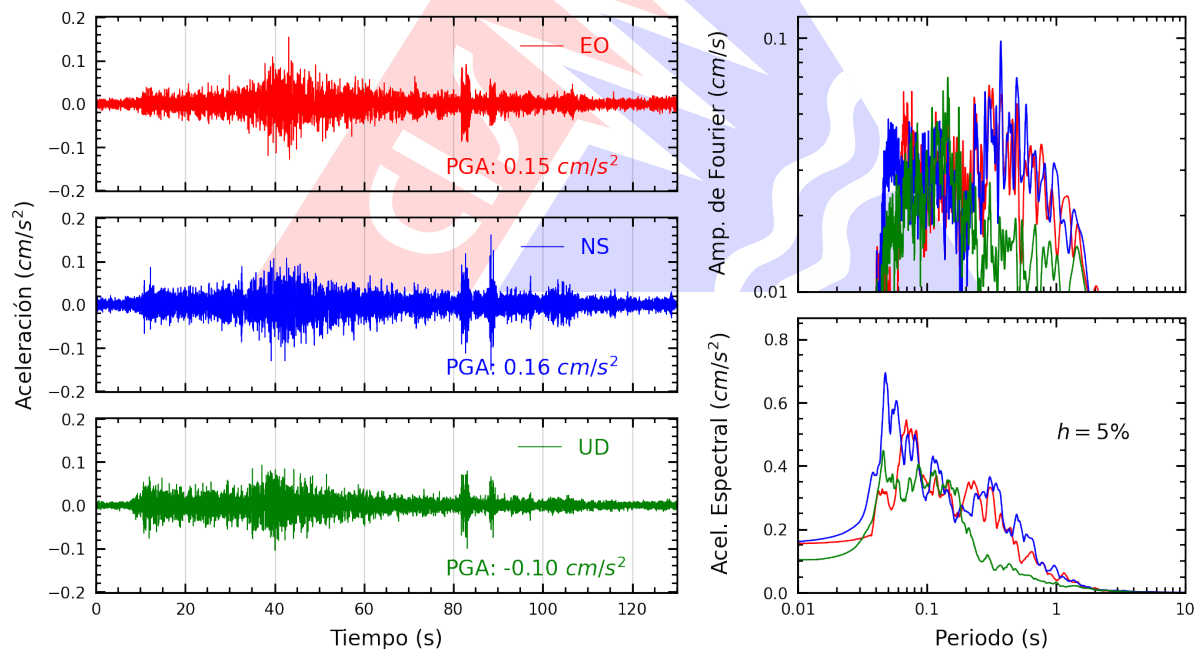 Aceleración (cm/s²)
0.2
0.1
0.0
−0.1
−0.2
EO
PGA: 0.15 cm/s²
0.2
0.1
0.0
−0.1
−0.2
NS
PGA: 0.16 cm/s²
0.2
0.1
0.0
−0.1
−0.2
UD
PGA: -0.10 cm/s²
0 20 40 60 80 100 120
Tiempo (s)
Amp. de Fourier (cm/s)
0.1
0.01
Acel. Espectral (cm/s²)
0.8
0.6
0.4
0.2
0.0
h = 5%
0.01 0.1 1 10
Periodo (s)